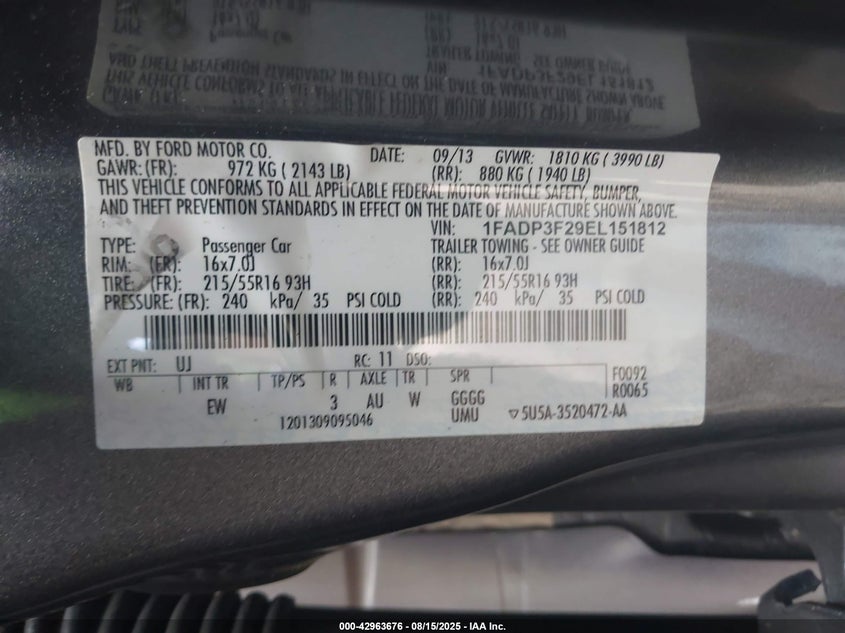 MFD. BY FORD MOTOR CO. DATE: 09/13 GVWR: 1810 KG ( 3990 LB)
GAWR: (FR): 972 KG ( 2143 LB) (RR): 880 KG ( 1940 LB)
THIS VEHICLE CONFORMS TO ALL APPLICABLE FEDERAL MOTOR VEHICLE SAFETY, BUMPER,
AND THEFT PREVENTION STANDARDS IN EFFECT ON THE DATE OF MANUFACTURE SHOWN ABOVE.
VIN: 1FADP3F29EL151812
TYPE: Passenger Car TRAILER TOWING - SEE OWNER GUIDE
RIM: (FR): 16x7.0J (RR): 16x7.0J
TIRE: (FR): 215/55R16 93H (RR): 215/55R16 93H
PRESSURE: (FR): 240 kPa/ 35 PSI COLD (RR): 240 kPa/ 35 PSI COLD
EXT PNT: UJ RC: 11 DSO:
WB INT TR TP/PS R AXLE TR SPR F0092
EW 3 AU W GGGG R0065
1201309095046 UMU ▽5U5A-3520472-AA
000-42963676 - 08/15/2025 - IAA Inc.